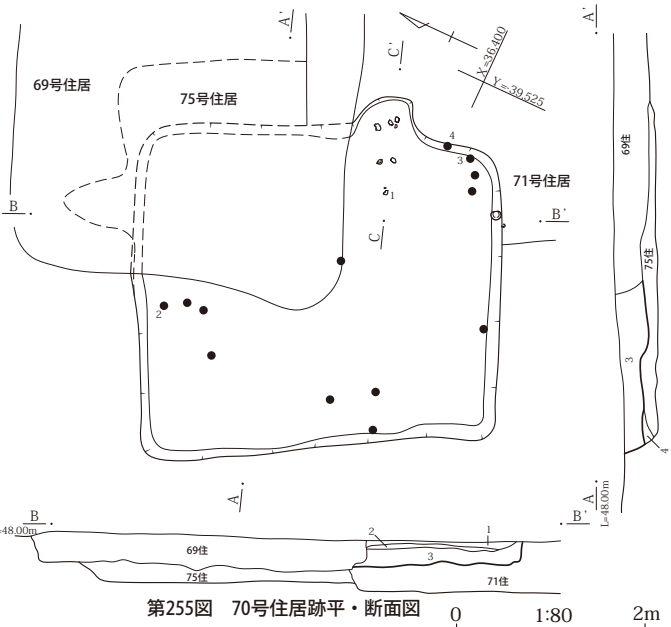 A'
A'
C'
X=36.400
Y=-39.525
69号住居
75号住居
4
3
69住
71号住居
1
B
B'
C
75住
2
3
4
A
A
L=48.00m
B
B'
=48.00m
2
1
69住
3
75住
71住
第255図 70号住居跡平・断面図
0 1:80 2m